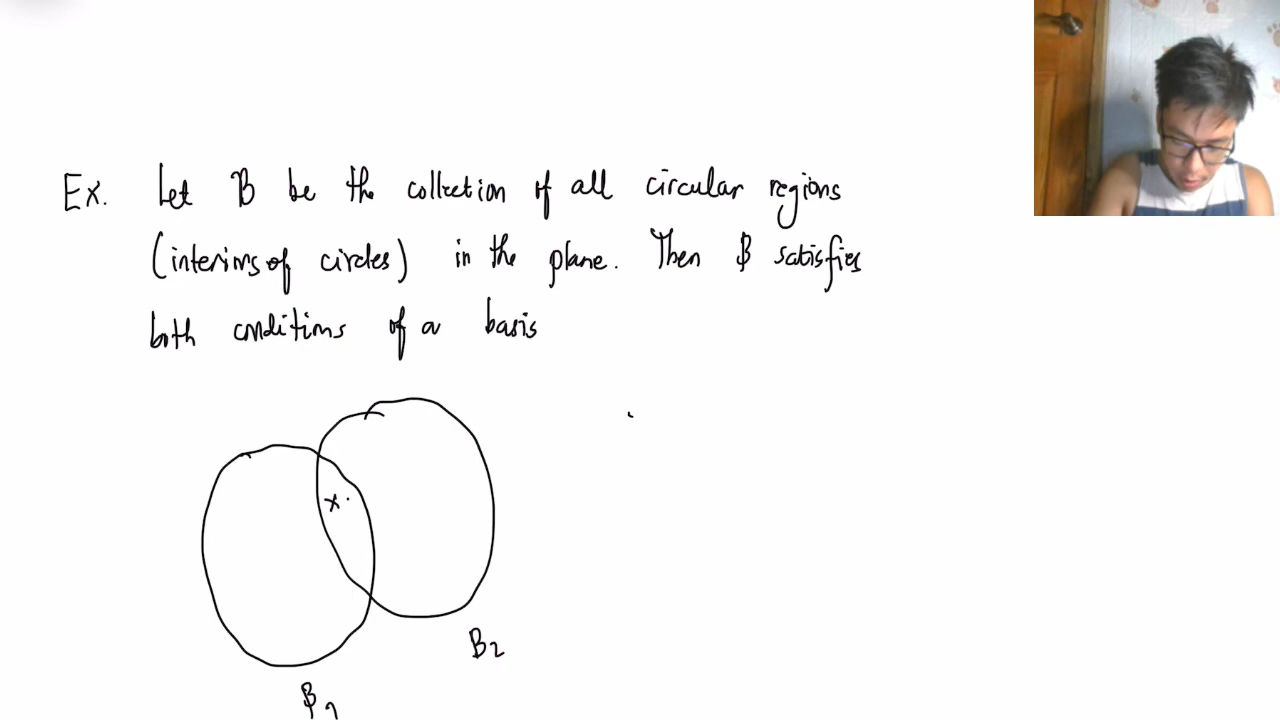 Ex. Let B be the collection of all circular regions
(interiors of circles) in the plane. Then B satisfies
both conditions of a basis
x
B2
B1